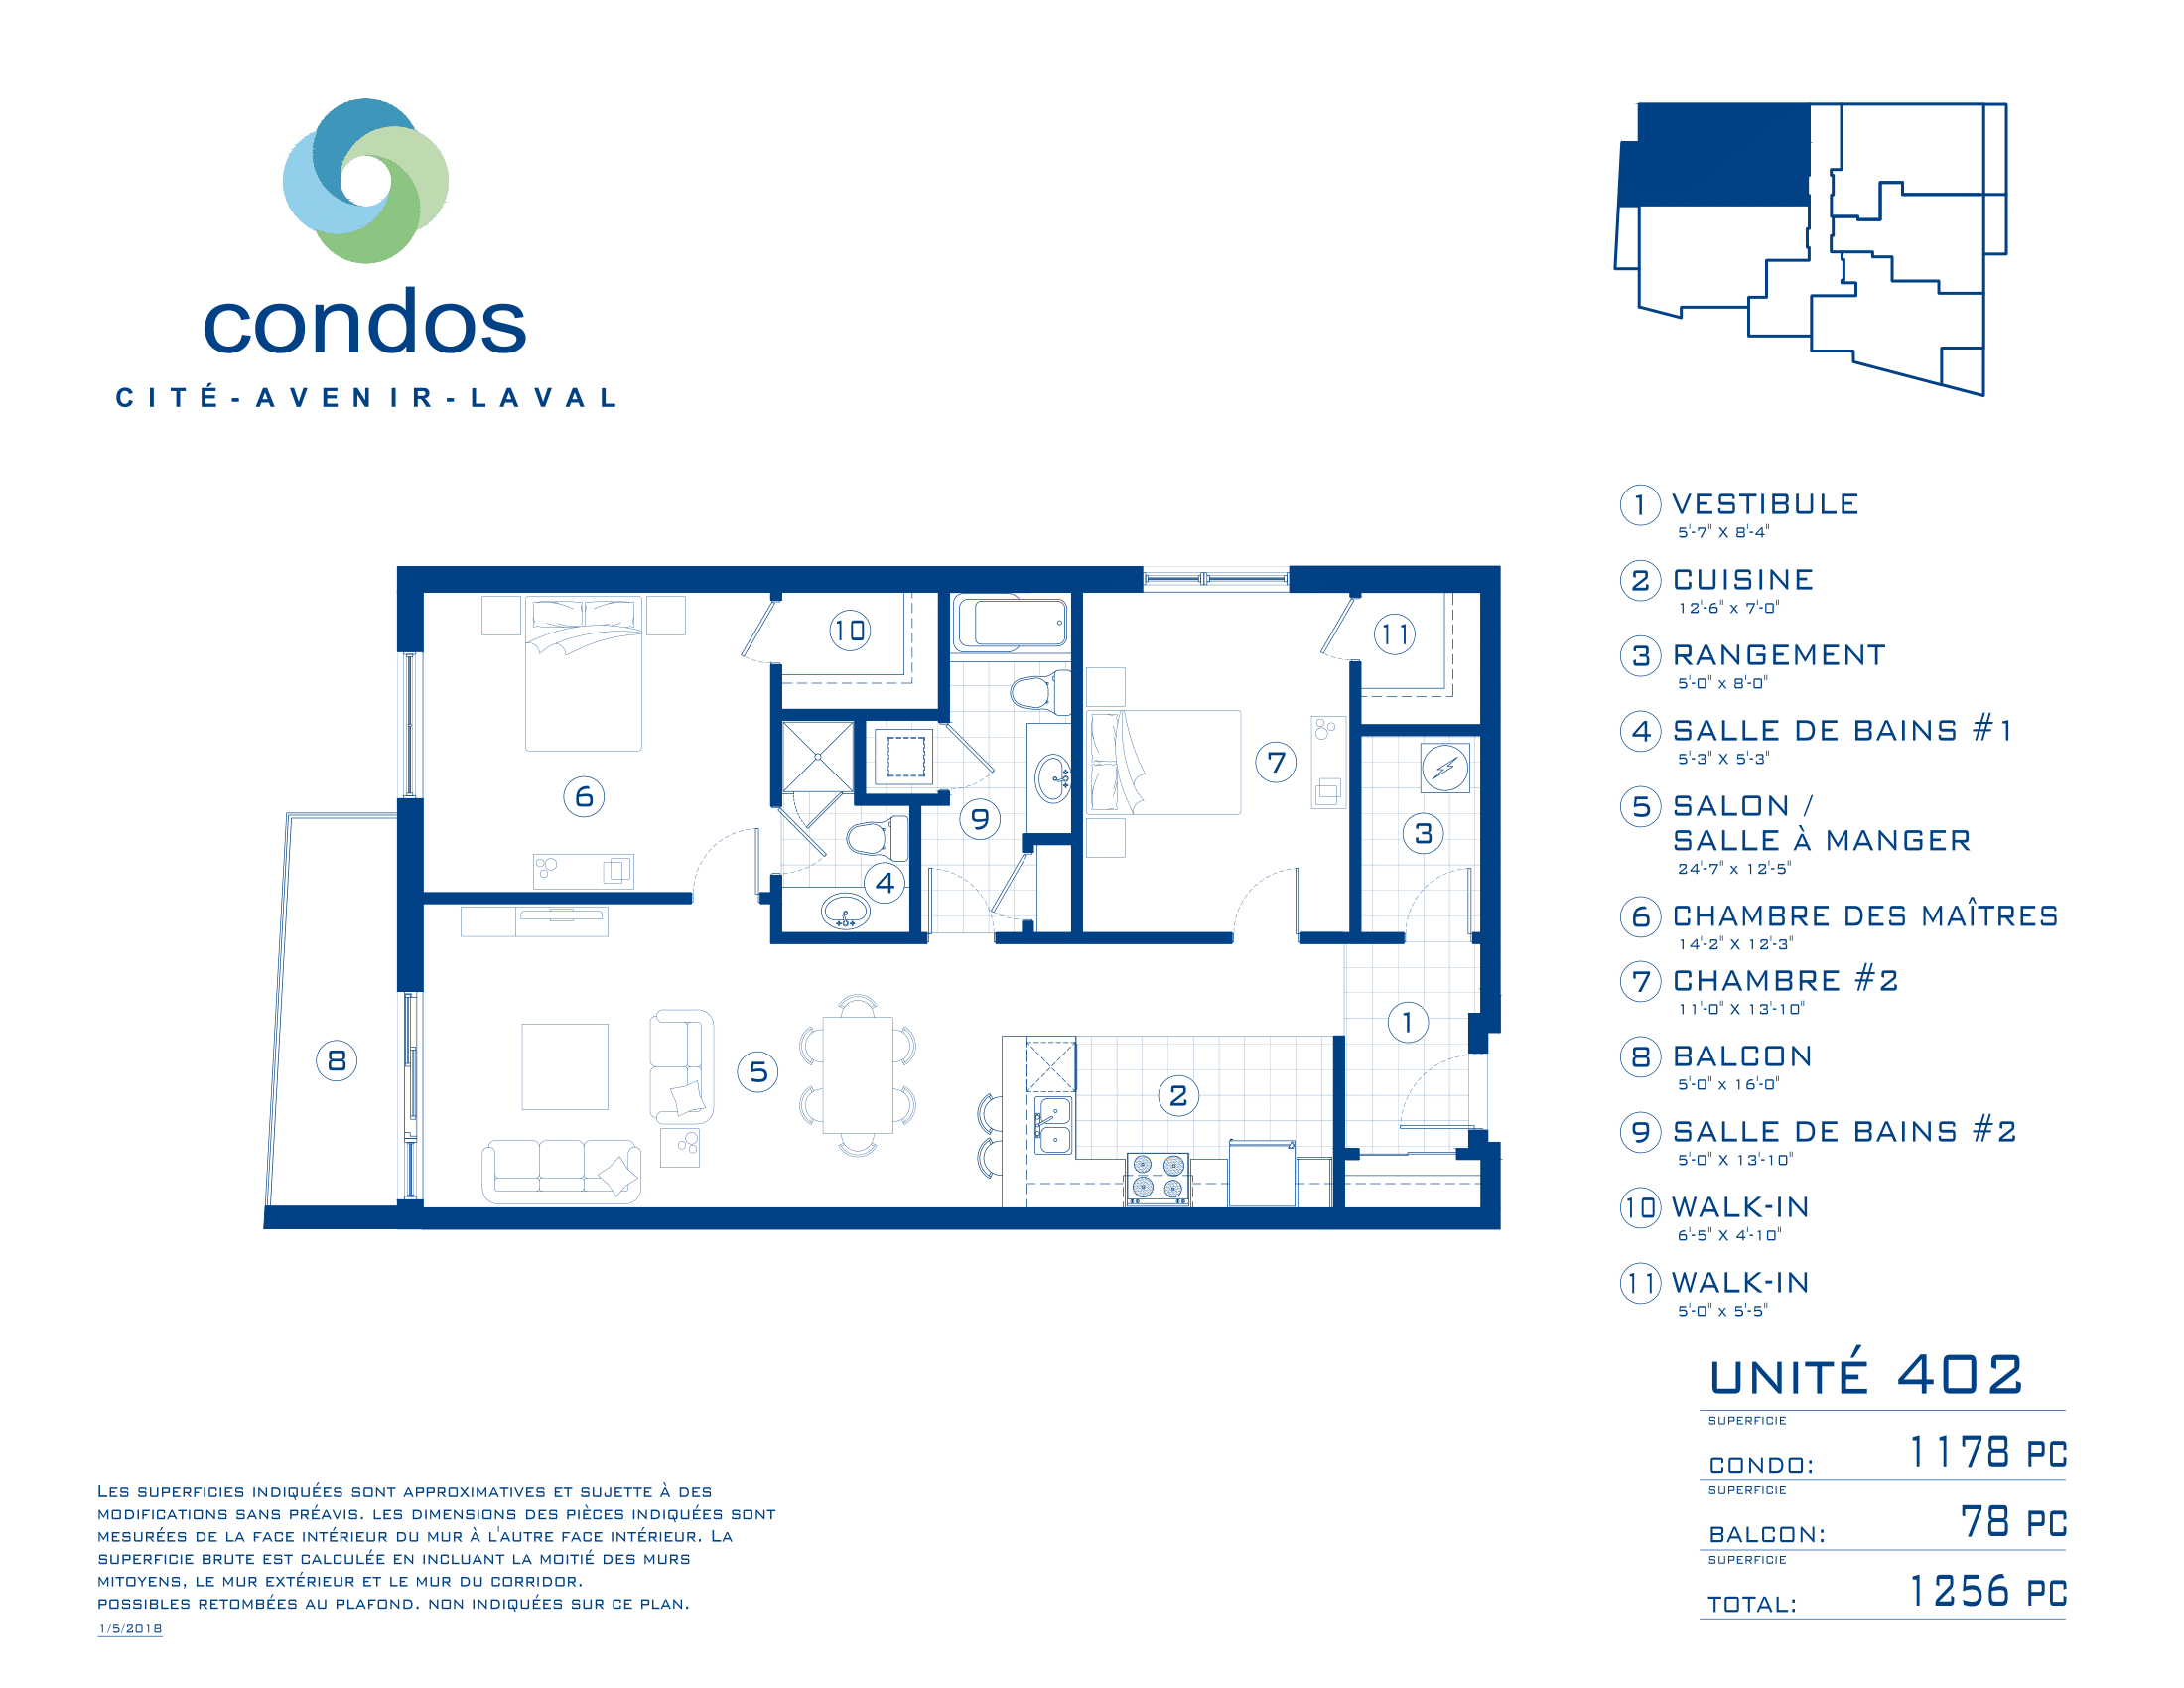 condos
CITÉ-AVENIR-LAVAL
1 VESTIBULE
5'-7" X 8'-4"
2 CUISINE
12'-6" X 7'-0"
3 RANGEMENT
5'-0" X 8'-0"
4 SALLE DE BAINS #1
5'-3" X 5'-3"
5 SALON /
SALLE À MANGER
24'-7" X 12'-5"
6 CHAMBRE DES MAÎTRES
14'-2" X 12'-3"
7 CHAMBRE #2
11'-0" X 13'-10"
8 BALCON
5'-0" X 16'-0"
9 SALLE DE BAINS #2
5'-0" X 13'-10"
10 WALK-IN
6'-5" X 4'-10"
11 WALK-IN
5'-0" X 5'-5"
10
11
7
6
9
3
4
1
8
5
2
UNITÉ 402
SUPERFICIE
CONDO: 1178 PC
SUPERFICIE
BALCON: 78 PC
SUPERFICIE
TOTAL: 1256 PC
LES SUPERFICIES INDIQUÉES SONT APPROXIMATIVES ET SUJETTE À DES
MODIFICATIONS SANS PRÉAVIS. LES DIMENSIONS DES PIÈCES INDIQUÉES SONT
MESURÉES DE LA FACE INTÉRIEUR DU MUR À L'AUTRE FACE INTÉRIEUR. LA
SUPERFICIE BRUTE EST CALCULÉE EN INCLUANT LA MOITIÉ DES MURS
MITOYENS, LE MUR EXTÉRIEUR ET LE MUR DU CORRIDOR.
POSSIBLES RETOMBÉES AU PLAFOND. NON INDIQUÉES SUR CE PLAN.
1/5/2018